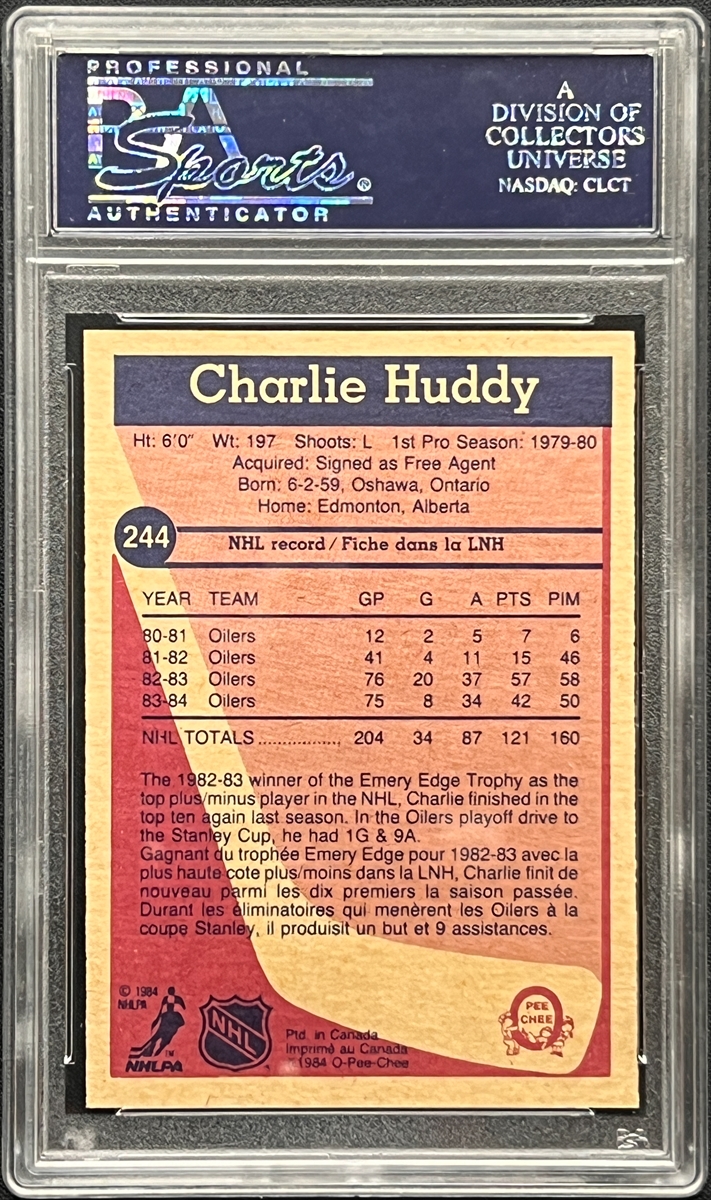 PROFESSIONAL
PSA
Sports®
AUTHENTICATOR
A
DIVISION OF
COLLECTORS
UNIVERSE
NASDAQ: CLCT
Charlie Huddy
Ht: 6'0" Wt: 197 Shoots: L 1st Pro Season: 1979-80
Acquired: Signed as Free Agent
Born: 6-2-59, Oshawa, Ontario
Home: Edmonton, Alberta
244 NHL record / Fiche dans la LNH
YEAR TEAM GP G A PTS PIM
80-81 Oilers 12 2 5 7 6
81-82 Oilers 41 4 11 15 46
82-83 Oilers 76 20 37 57 58
83-84 Oilers 75 8 34 42 50
NHL TOTALS ................ 204 34 87 121 160
The 1982-83 winner of the Emery Edge Trophy as the
top plus/minus player in the NHL, Charlie finished in the
top ten again last season. In the Oilers playoff drive to
the Stanley Cup, he had 1G & 9A.
Gagnant du trophée Emery Edge pour 1982-83 avec la
plus haute cote plus/moins dans la LNH, Charlie finit de
nouveau parmi les dix premiers la saison passée.
Durant les éliminatoires qui menèrent les Oilers à la
coupe Stanley, il produisit un but et 9 assistances.
© 1984
NHLPA
TM
NHLPA
NHL
Ptd. in Canada
Imprimé au Canada
©1984 O-Pee-Chee
PEE
CHEE
PSA